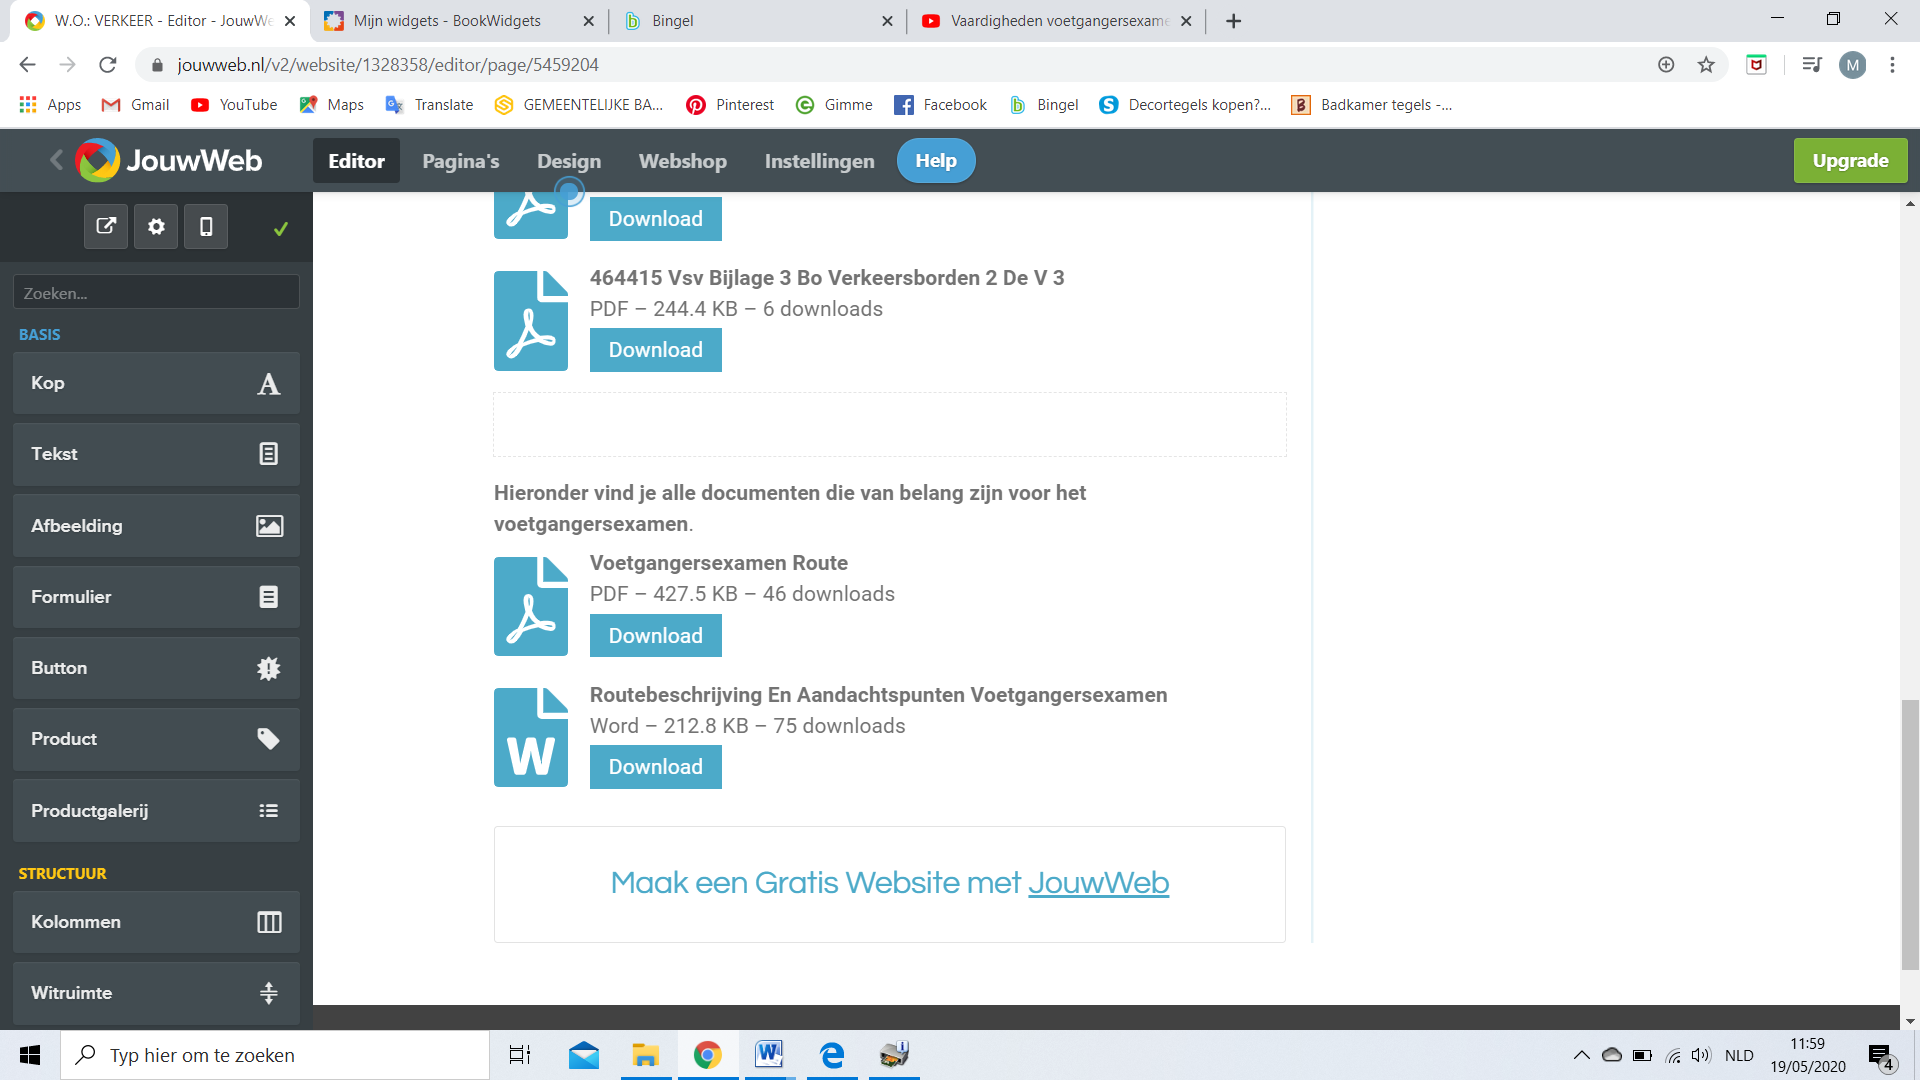 W.O.: VERKEER - Editor - JouwWe
Mijn widgets - BookWidgets
Bingel
Vaardigheden voetgangersexame
jouwweb.nl/v2/website/1328358/editor/page/5459204
M
Apps
Gmail
YouTube
Maps
Translate
GEMEENTELIJKE BA...
Pinterest
Gimme
Facebook
Bingel
Decortegels kopen?...
Badkamer tegels -...
JouwWeb
Editor
Pagina's
Design
Webshop
Instellingen
Help
Upgrade
Zoeken...
BASIS
Kop
Tekst
Afbeelding
Formulier
Button
Product
Productgalerij
STRUCTUUR
Kolommen
Witruimte
Download
464415 Vsv Bijlage 3 Bo Verkeersborden 2 De V 3
PDF – 244.4 KB – 6 downloads
Download
Hieronder vind je alle documenten die van belang zijn voor het
voetgangersexamen.
Voetgangersexamen Route
PDF – 427.5 KB – 46 downloads
Download
Routebeschrijving En Aandachtspunten Voetgangersexamen
Word – 212.8 KB – 75 downloads
W
Download
Maak een Gratis Website met JouwWeb
Typ hier om te zoeken
NLD
11:59
19/05/2020
4